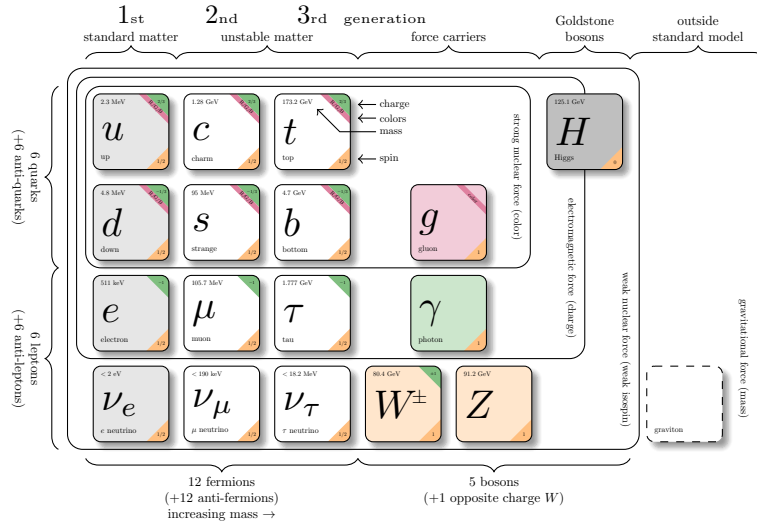 1st 2nd 3rd generation
standard matter unstable matter force carriers Goldstone bosons outside standard model
6 quarks
(+6 anti-quarks)
6 leptons
(+6 anti-leptons)
2.3 MeV 2/3 R/G/B
u
up 1/2
1.28 GeV 2/3 R/G/B
c
charm 1/2
173.2 GeV 2/3 R/G/B
t
top 1/2
charge
colors
mass
spin
125.1 GeV
H
Higgs 0
4.8 MeV −1/3 R/G/B
d
down 1/2
95 MeV −1/3 R/G/B
s
strange 1/2
4.7 GeV −1/3 R/G/B
b
bottom 1/2
g
gluon 1
strong nuclear force (color)
511 keV −1
e
electron 1/2
105.7 MeV −1
μ
muon 1/2
1.777 GeV −1
τ
tau 1/2
γ
photon 1
electromagnetic force (charge)
< 2 eV
νe
e neutrino 1/2
< 190 keV
νμ
μ neutrino 1/2
< 18.2 MeV
ντ
τ neutrino 1/2
80.4 GeV
W±
1
91.2 GeV
Z
1
weak nuclear force (weak isospin)
graviton
gravitational force (mass)
12 fermions
(+12 anti-fermions)
increasing mass →
5 bosons
(+1 opposite charge W)